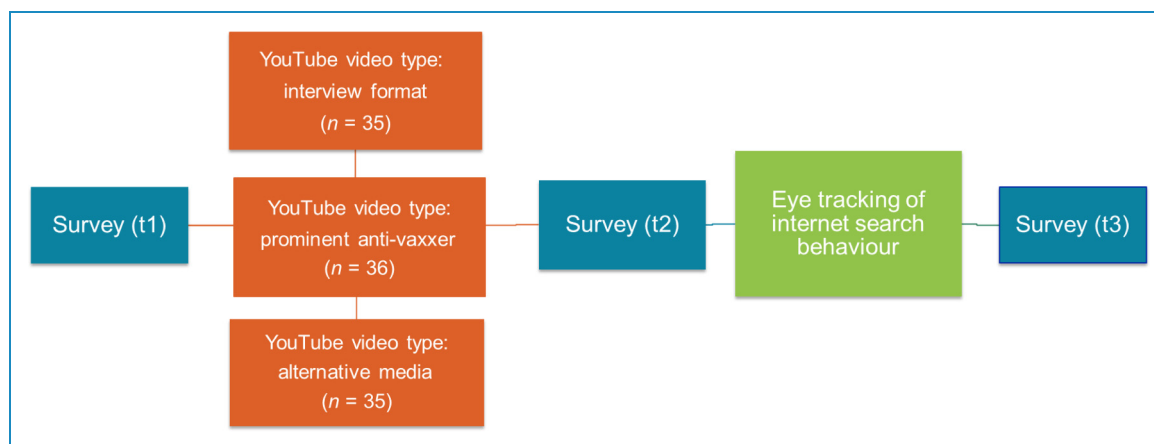 YouTube video type:
interview format
(n = 35)
Survey (t1)
YouTube video type:
prominent anti-vaxxer
(n = 36)
Survey (t2)
Eye tracking of
internet search
behaviour
Survey (t3)
YouTube video type:
alternative media
(n = 35)